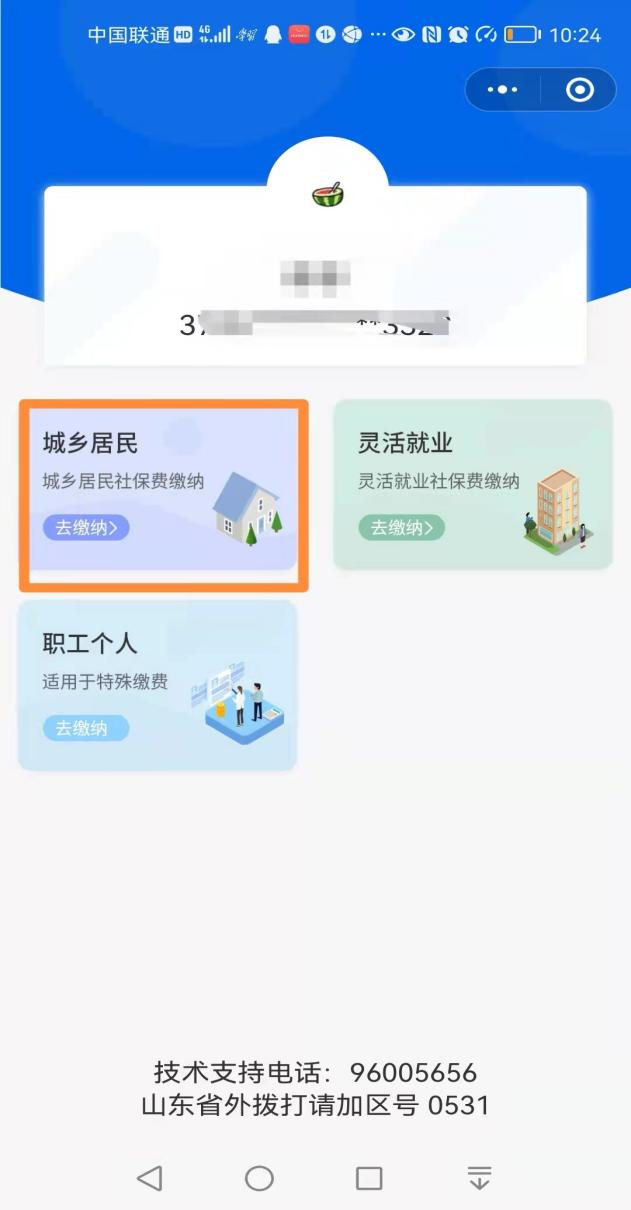 中国联通 HD 4G 10:24
城乡居民
城乡居民社保费缴纳
去缴纳>
灵活就业
灵活就业社保费缴纳
去缴纳>
职工个人
适用于特殊缴费
去缴纳
技术支持电话：96005656
山东省外拨打请加区号 0531